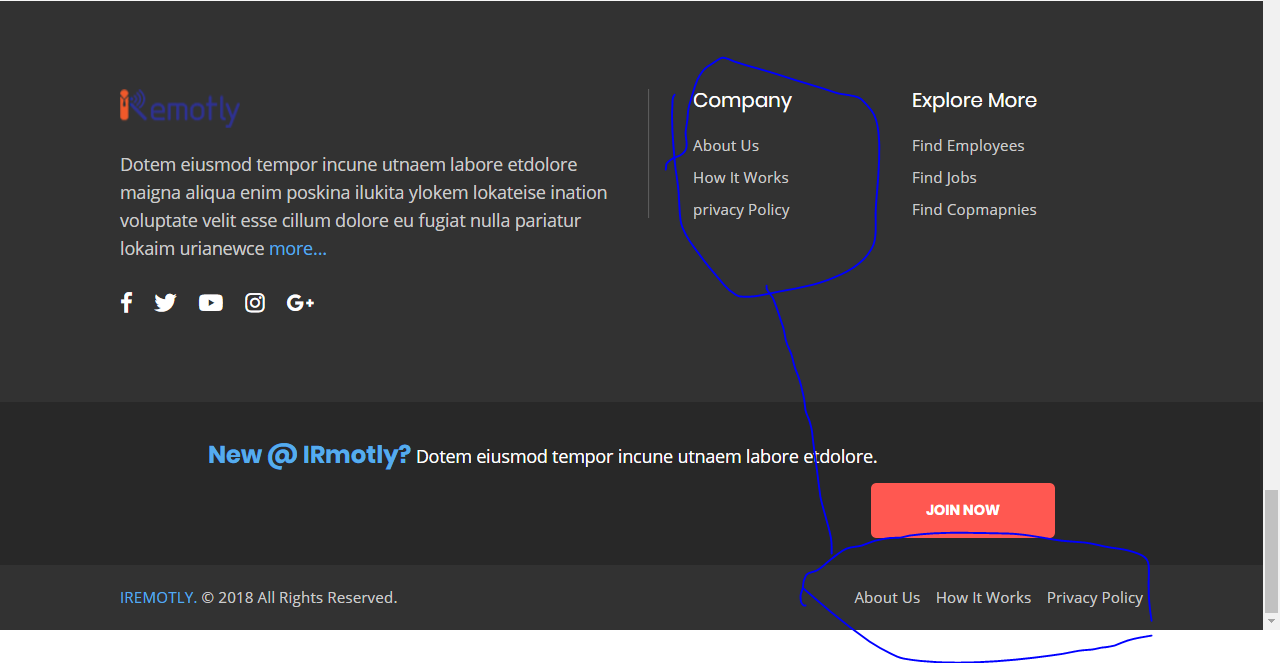 iRemotly
Dotem eiusmod tempor incune utnaem labore etdolore
maigna aliqua enim poskina ilukita ylokem lokateise ination
voluptate velit esse cillum dolore eu fugiat nulla pariatur
lokaim urianewce more...
G+
Company
About Us
How It Works
privacy Policy
Explore More
Find Employees
Find Jobs
Find Copmapnies
New @ IRmotly? Dotem eiusmod tempor incune utnaem labore etdolore.
JOIN NOW
IREMOTLY. © 2018 All Rights Reserved.
About Us How It Works Privacy Policy